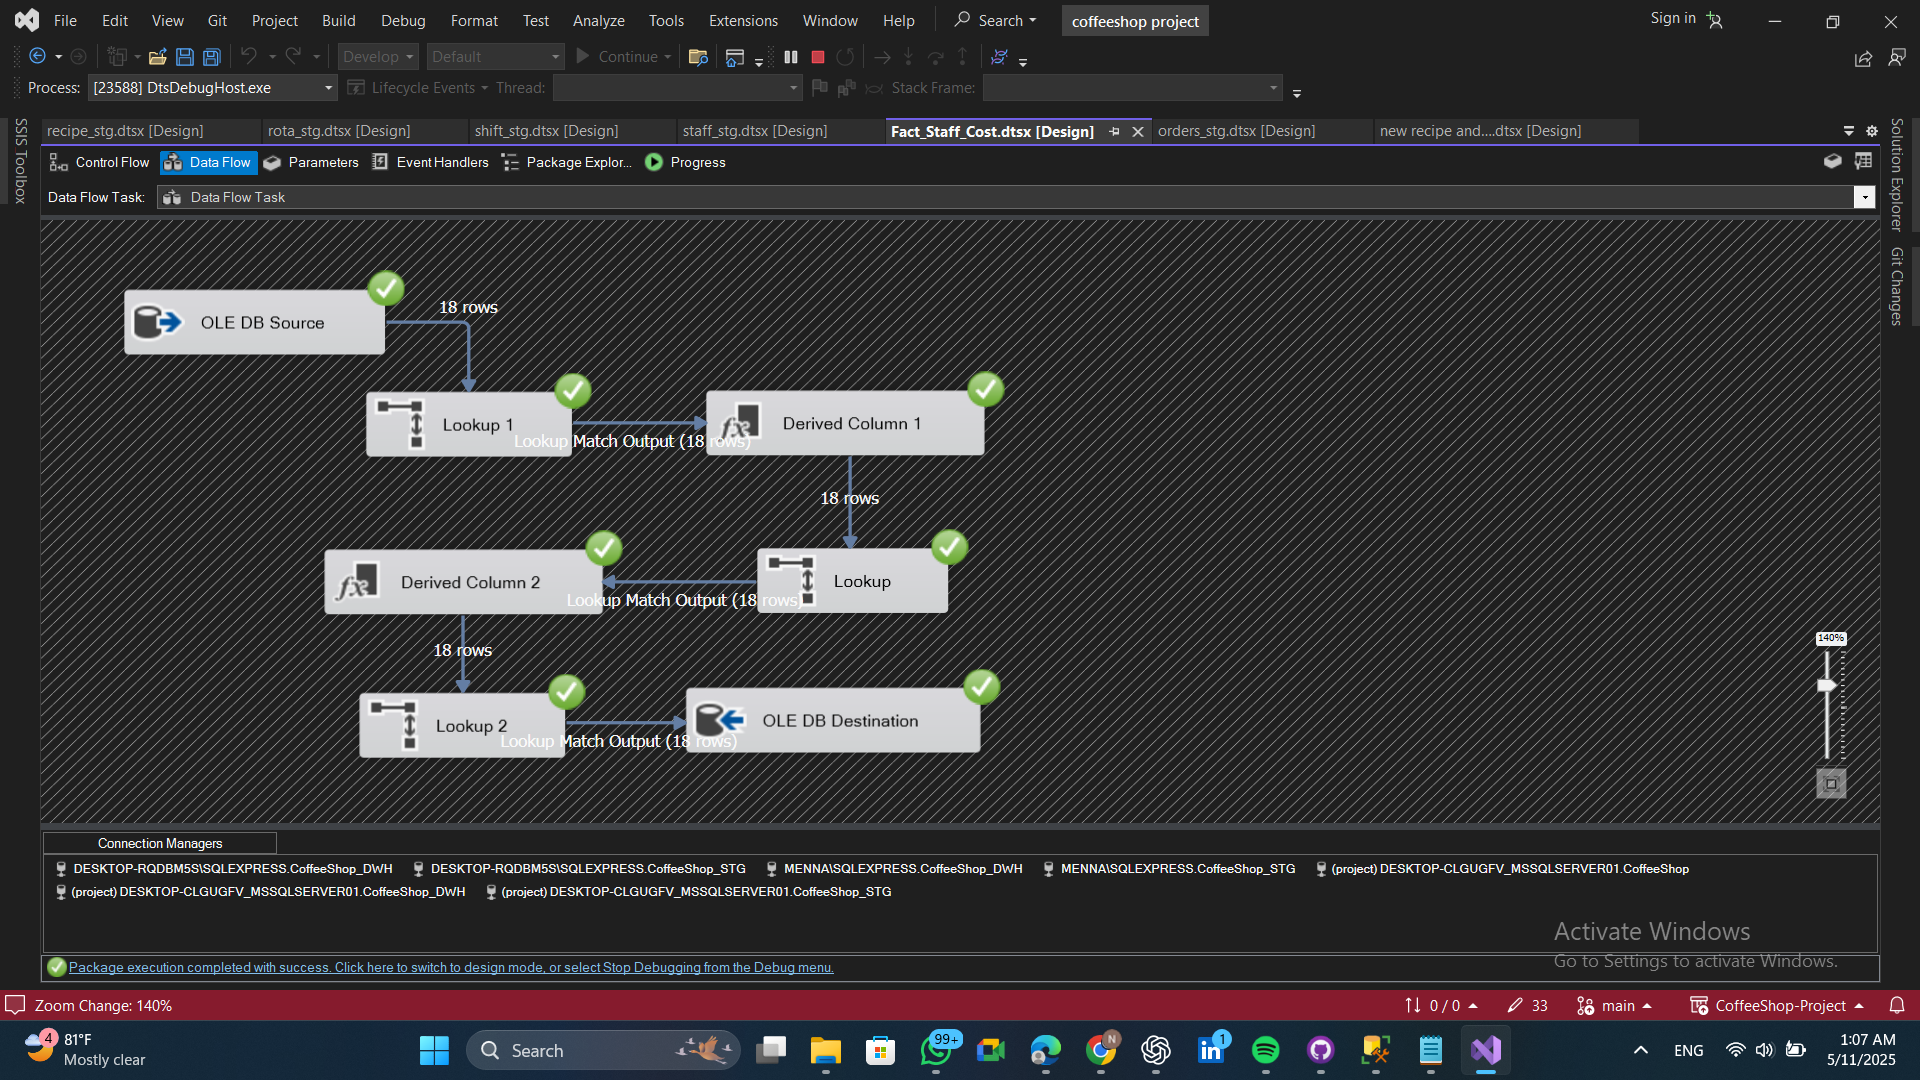 File Edit View Git Project Build Debug Format Test Analyze Tools Extensions Window Help Search coffeeshop project Sign in
Develop Default Continue
Process: [23588] DtsDebugHost.exe Lifecycle Events Thread: Stack Frame:
SSIS Toolbox
recipe_stg.dtsx [Design] rota_stg.dtsx [Design] shift_stg.dtsx [Design] staff_stg.dtsx [Design] Fact_Staff_Cost.dtsx [Design] orders_stg.dtsx [Design] new recipe and....dtsx [Design]
Control Flow Data Flow Parameters Event Handlers Package Explor... Progress
Data Flow Task: Data Flow Task
Solution Explorer
Git Changes
OLE DB Source
18 rows
Lookup 1
Lookup Match Output (18 rows)
Derived Column 1
18 rows
Lookup
Lookup Match Output (18 rows)
Derived Column 2
18 rows
Lookup 2
Lookup Match Output (18 rows)
OLE DB Destination
140%
Connection Managers
DESKTOP-RQDBM5S\SQLEXPRESS.CoffeeShop_DWH DESKTOP-RQDBM5S\SQLEXPRESS.CoffeeShop_STG MENNA\SQLEXPRESS.CoffeeShop_DWH MENNA\SQLEXPRESS.CoffeeShop_STG (project) DESKTOP-CLGUGFV_MSSQLSERVER01.CoffeeShop
(project) DESKTOP-CLGUGFV_MSSQLSERVER01.CoffeeShop_DWH (project) DESKTOP-CLGUGFV_MSSQLSERVER01.CoffeeShop_STG
Activate Windows
Go to Settings to activate Windows.
Package execution completed with success. Click here to switch to design mode, or select Stop Debugging from the Debug menu.
Zoom Change: 140% 0 / 0 33 main CoffeeShop-Project
4 81°F
Mostly clear
Search
99+
N
1
ENG
1:07 AM
5/11/2025